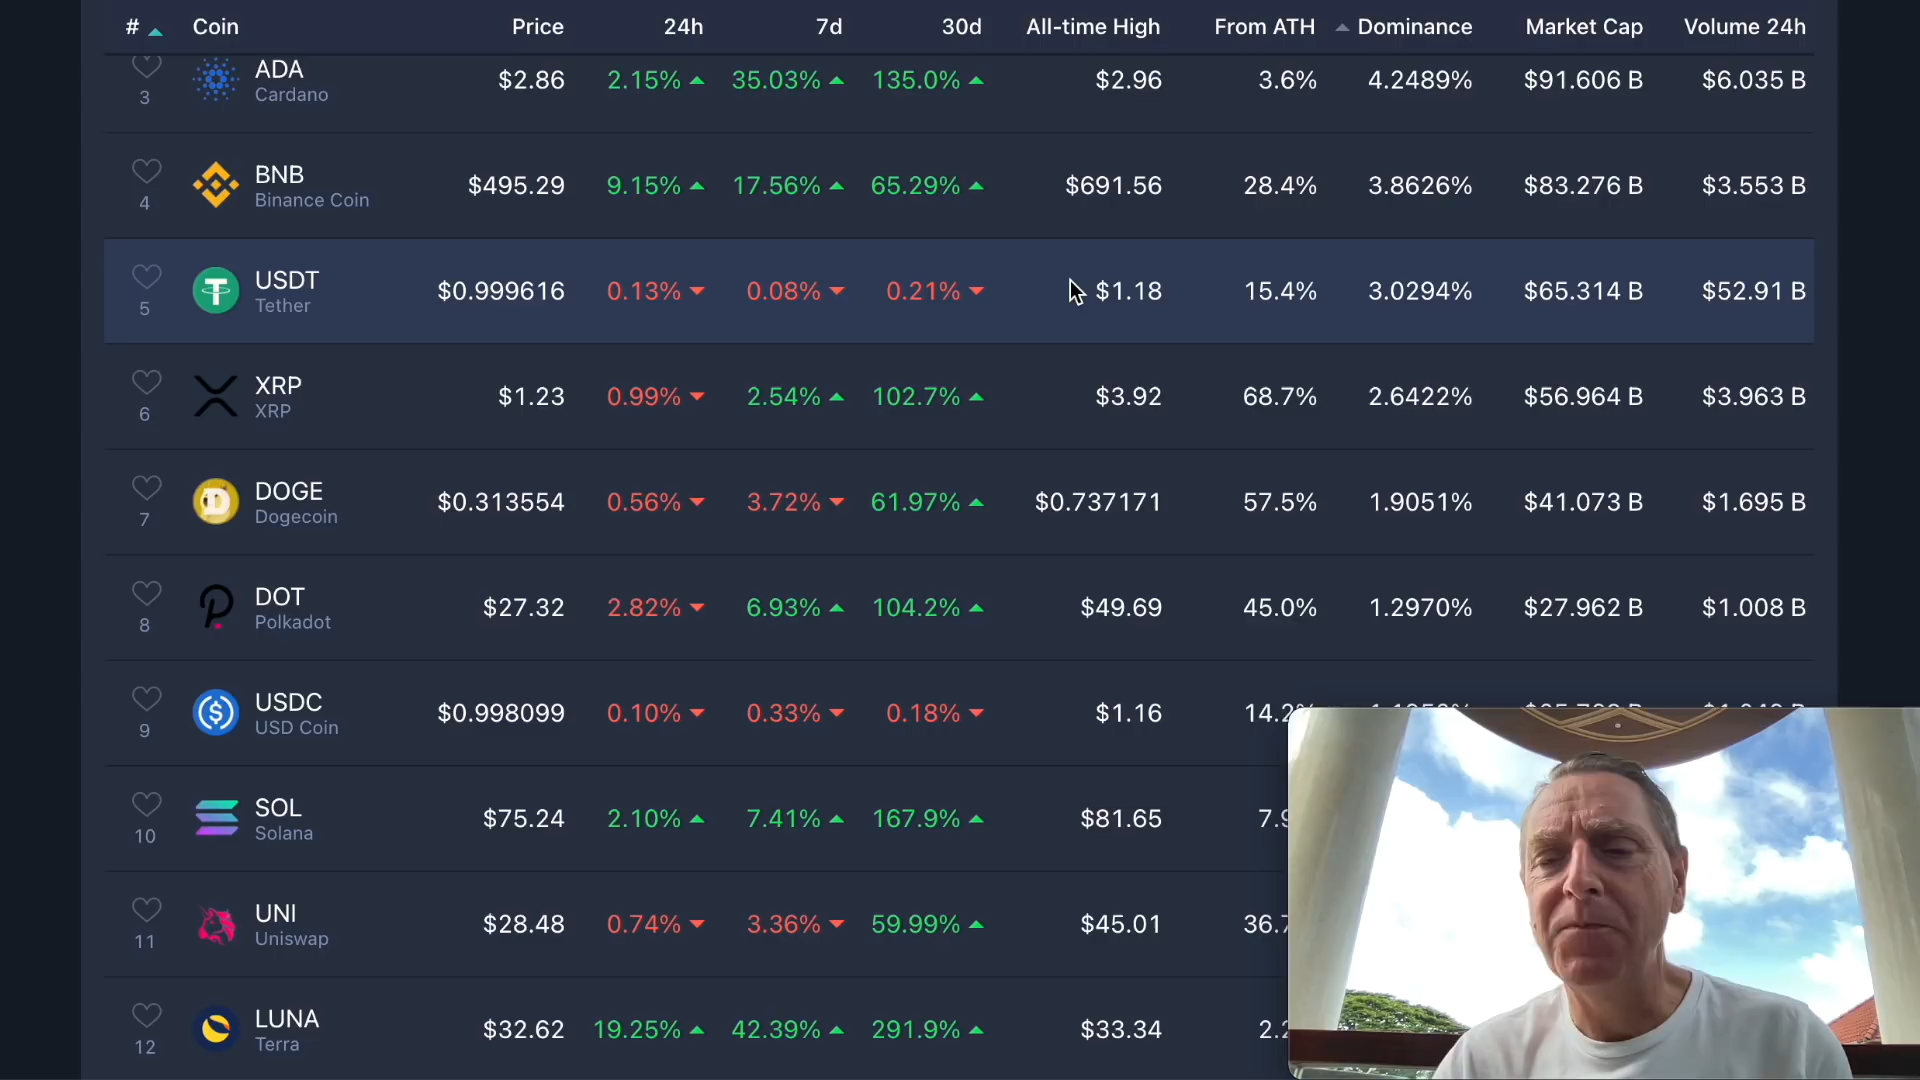 # Coin Price 24h 7d 30d All-time High From ATH Dominance Market Cap Volume 24h
3 ADA Cardano $2.86 2.15% 35.03% 135.0% $2.96 3.6% 4.2489% $91.606 B $6.035 B
4 BNB Binance Coin $495.29 9.15% 17.56% 65.29% $691.56 28.4% 3.8626% $83.276 B $3.553 B
5 USDT Tether $0.999616 0.13% 0.08% 0.21% $1.18 15.4% 3.0294% $65.314 B $52.91 B
6 XRP XRP $1.23 0.99% 2.54% 102.7% $3.92 68.7% 2.6422% $56.964 B $3.963 B
7 DOGE Dogecoin $0.313554 0.56% 3.72% 61.97% $0.737171 57.5% 1.9051% $41.073 B $1.695 B
8 DOT Polkadot $27.32 2.82% 6.93% 104.2% $49.69 45.0% 1.2970% $27.962 B $1.008 B
9 USDC USD Coin $0.998099 0.10% 0.33% 0.18% $1.16 14.2%
10 SOL Solana $75.24 2.10% 7.41% 167.9% $81.65 7.9
11 UNI Uniswap $28.48 0.74% 3.36% 59.99% $45.01 36.7
12 LUNA Terra $32.62 19.25% 42.39% 291.9% $33.34 2.2